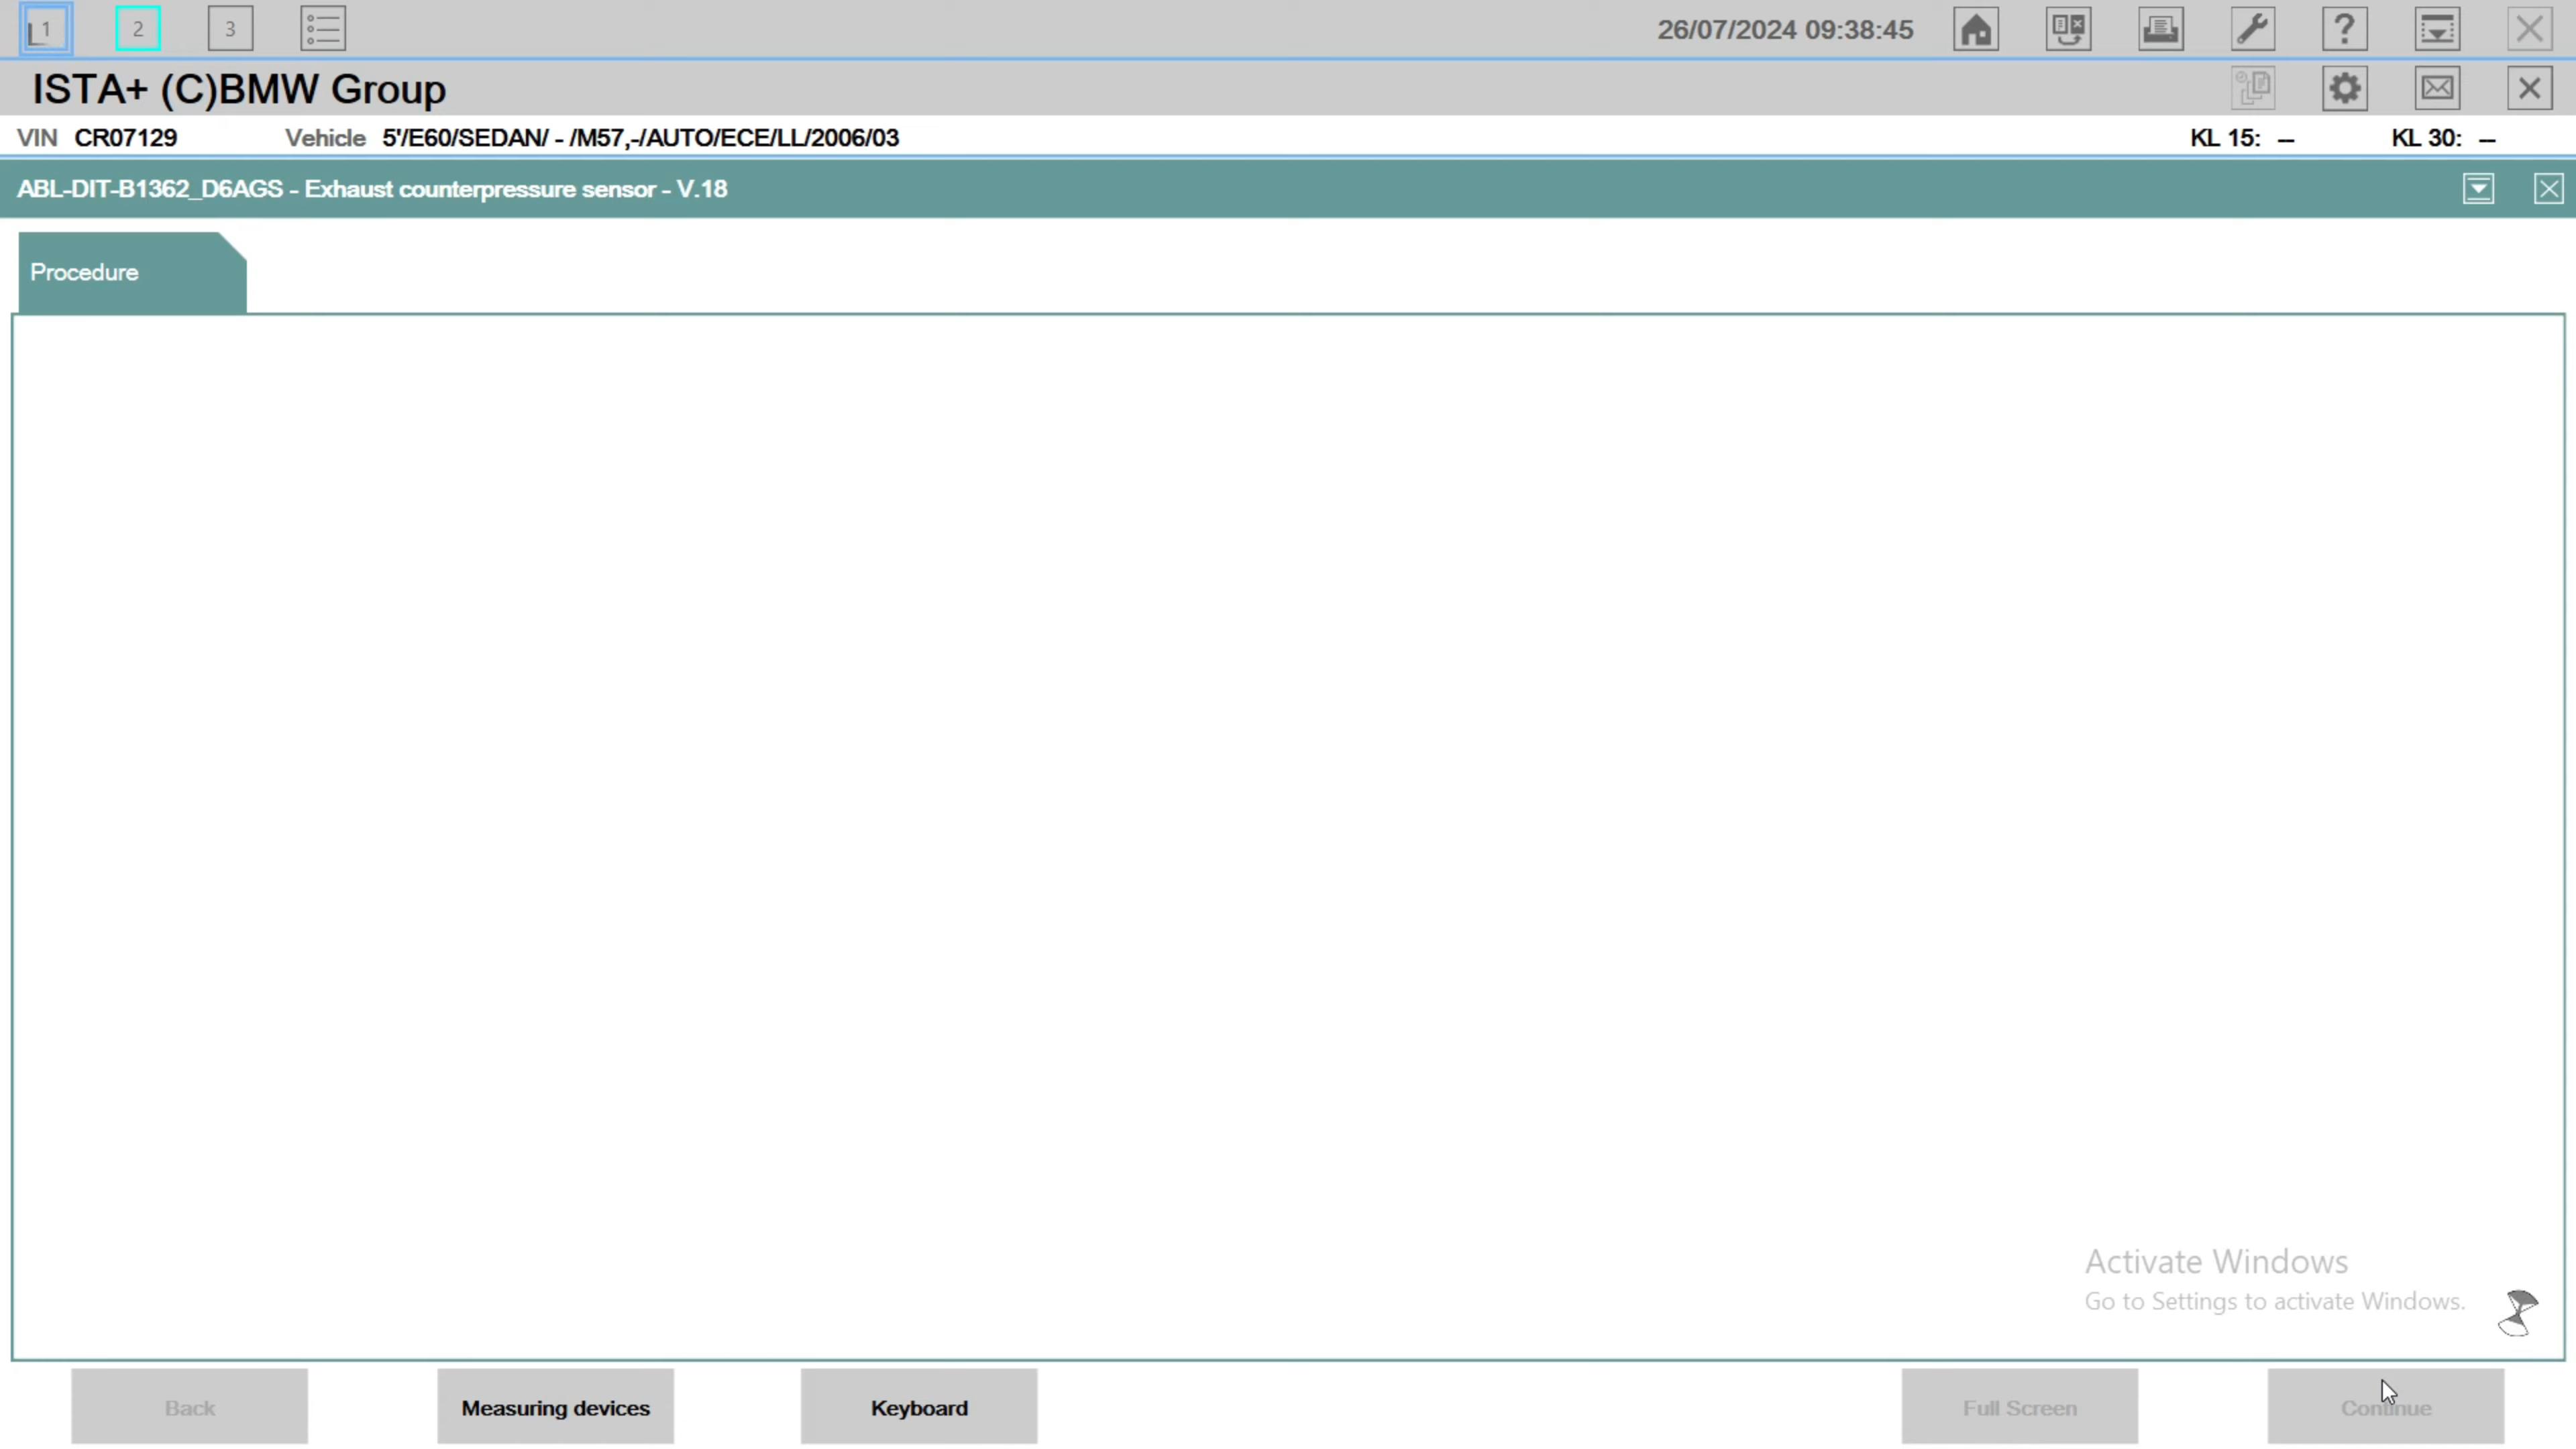 1 2 3 26/07/2024 09:38:45 ?
ISTA+ (C)BMW Group
VIN CR07129 Vehicle 5'/E60/SEDAN/ - /M57,-/AUTO/ECE/LL/2006/03 KL 15: -- KL 30: --
ABL-DIT-B1362_D6AGS - Exhaust counterpressure sensor - V.18
Procedure
Activate Windows
Go to Settings to activate Windows.
Back Measuring devices Keyboard Full Screen Continue